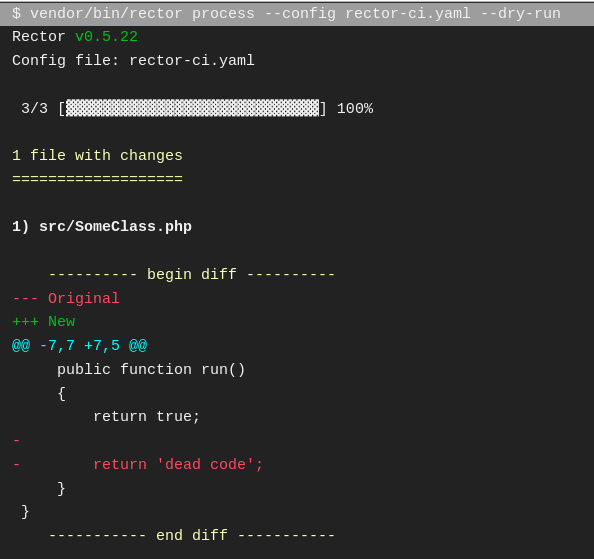 $ vendor/bin/rector process --config rector-ci.yaml --dry-run
Rector v0.5.22
Config file: rector-ci.yaml
 3/3 [▓▓▓▓▓▓▓▓▓▓▓▓▓▓▓▓▓▓▓▓▓▓▓▓▓▓▓▓] 100%
1 file with changes
===================
1) src/SomeClass.php
    ---------- begin diff ----------
--- Original
+++ New
@@ -7,7 +7,5 @@
     public function run()
     {
         return true;
-
-        return 'dead code';
     }
 }
    ----------- end diff -----------